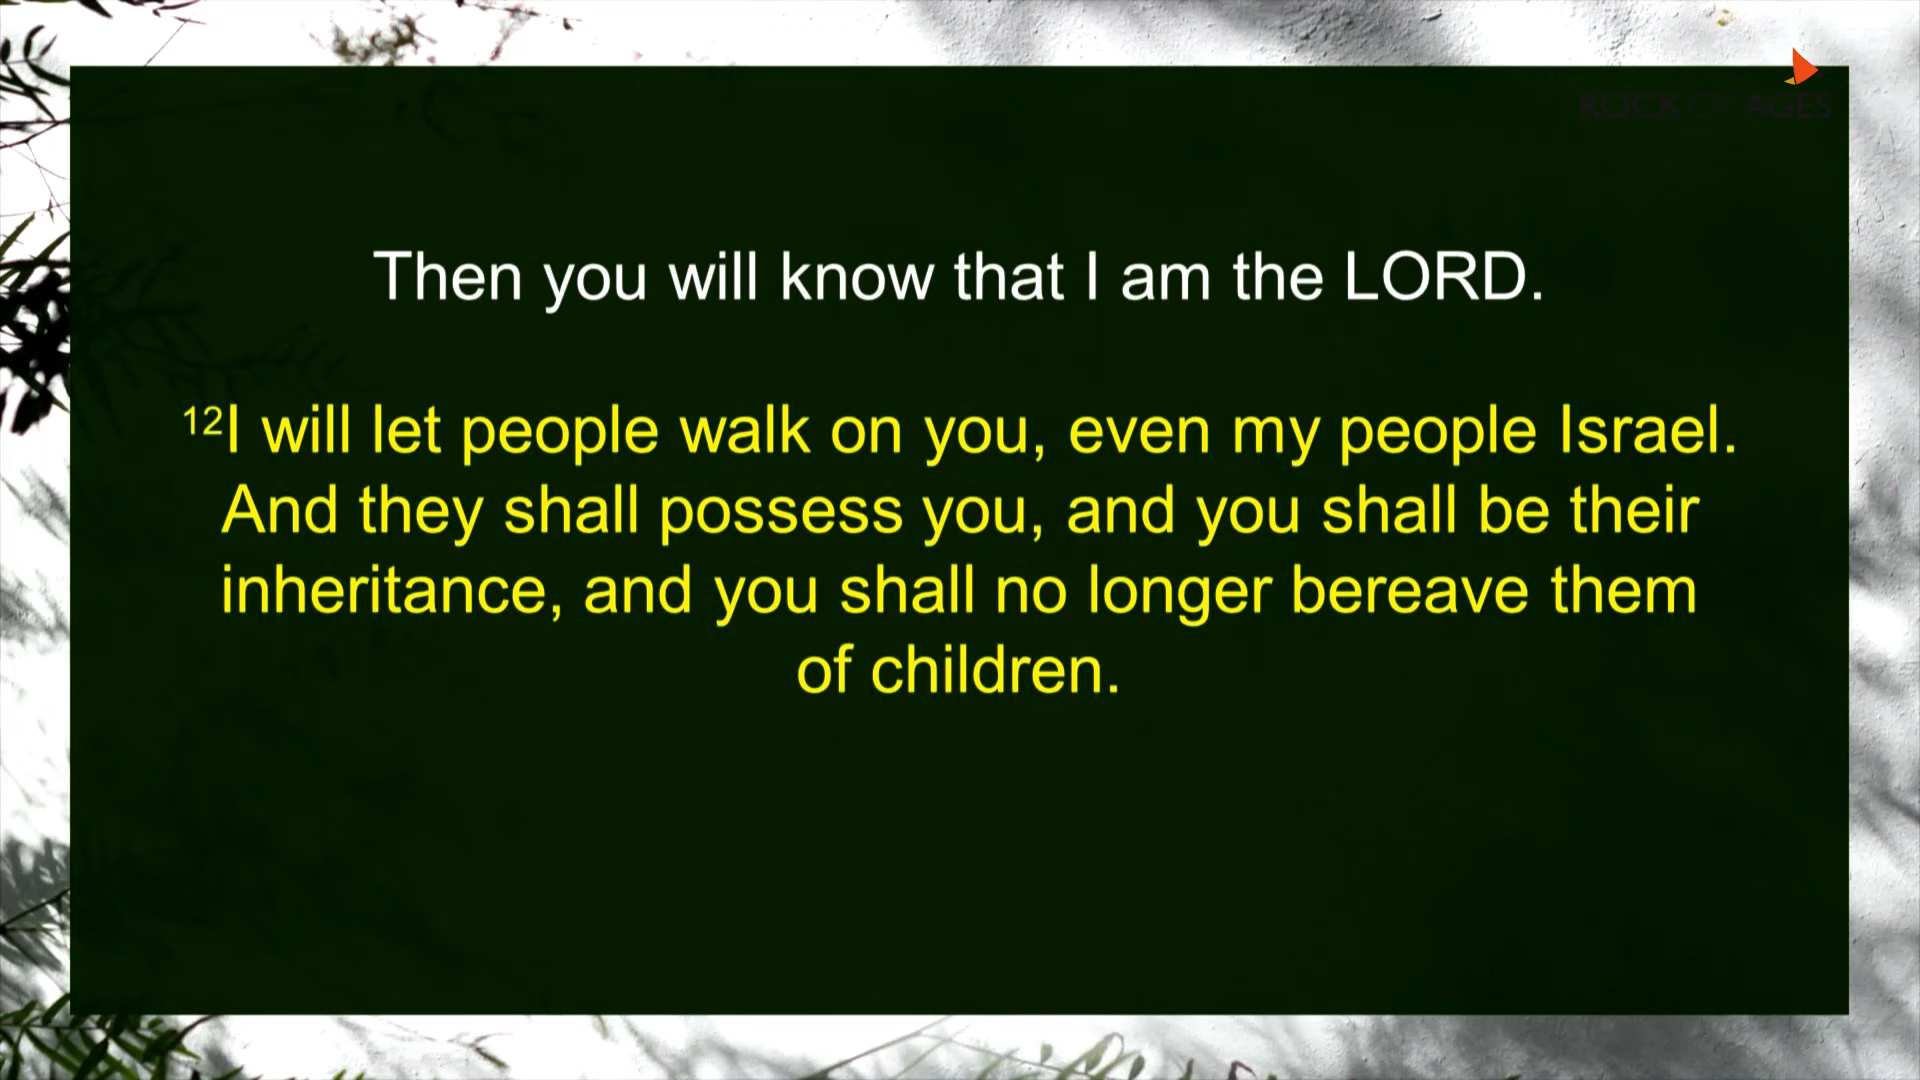 ROCK OF AGES
Then you will know that I am the LORD.
12I will let people walk on you, even my people Israel.
And they shall possess you, and you shall be their
inheritance, and you shall no longer bereave them
of children.